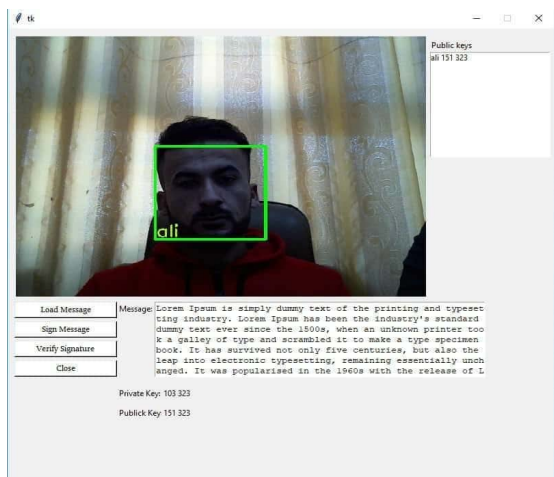 tk
Public keys
ali 151 323
ali
Load Message
Sign Message
Verify Signature
Close
Message:
Lorem Ipsum is simply dummy text of the printing and typeset
ting industry. Lorem Ipsum has been the industry's standard
dummy text ever since the 1500s, when an unknown printer too
k a galley of type and scrambled it to make a type specimen
book. It has survived not only five centuries, but also the
leap into electronic typesetting, remaining essentially unch
anged. It was popularised in the 1960s with the release of L
Private Key: 103 323
Publick Key 151 323